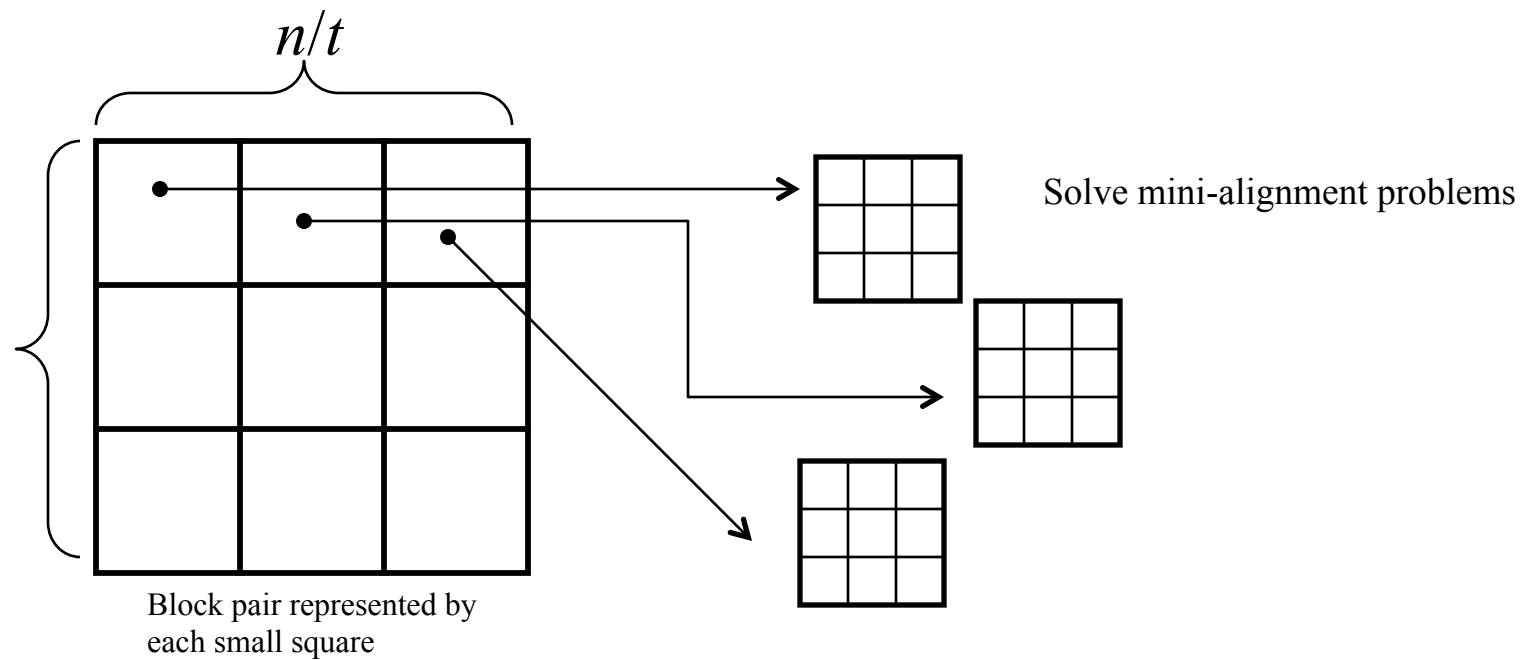 n/t
Solve mini-alignment problems
Block pair represented by
each small square